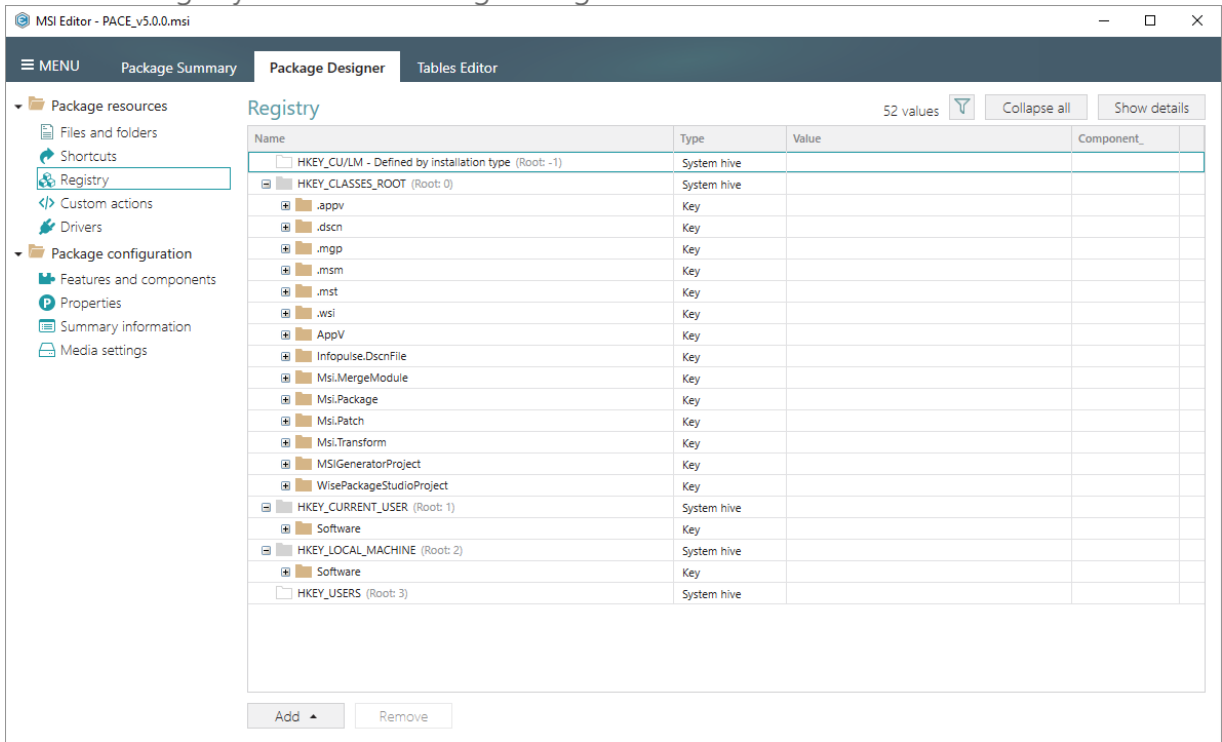 MSI Editor - PACE_v5.0.0.msi
MENU Package Summary Package Designer Tables Editor
Package resources
Files and folders
Shortcuts
Registry
Custom actions
Drivers
Package configuration
Features and components
Properties
Summary information
Media settings
Registry 52 values Collapse all Show details
Name Type Value Component_
HKEY_CU/LM - Defined by installation type (Root: -1) System hive
HKEY_CLASSES_ROOT (Root: 0) System hive
.appv Key
.dscn Key
.mgp Key
.msm Key
.mst Key
.wsi Key
AppV Key
Infopulse.DscnFile Key
Msi.MergeModule Key
Msi.Package Key
Msi.Patch Key
Msi.Transform Key
MSIGeneratorProject Key
WisePackageStudioProject Key
HKEY_CURRENT_USER (Root: 1) System hive
Software Key
HKEY_LOCAL_MACHINE (Root: 2) System hive
Software Key
HKEY_USERS (Root: 3) System hive
Add Remove